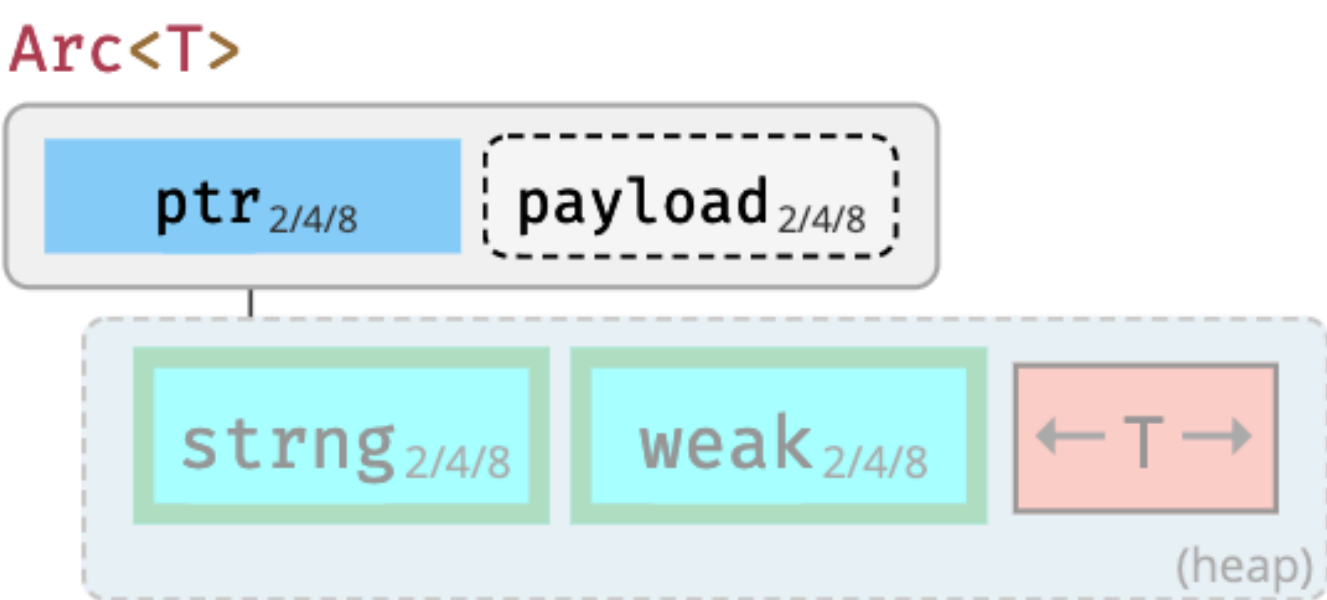 Arc<T>
ptr2/4/8 payload2/4/8
strng2/4/8 weak2/4/8 ← T →
(heap)